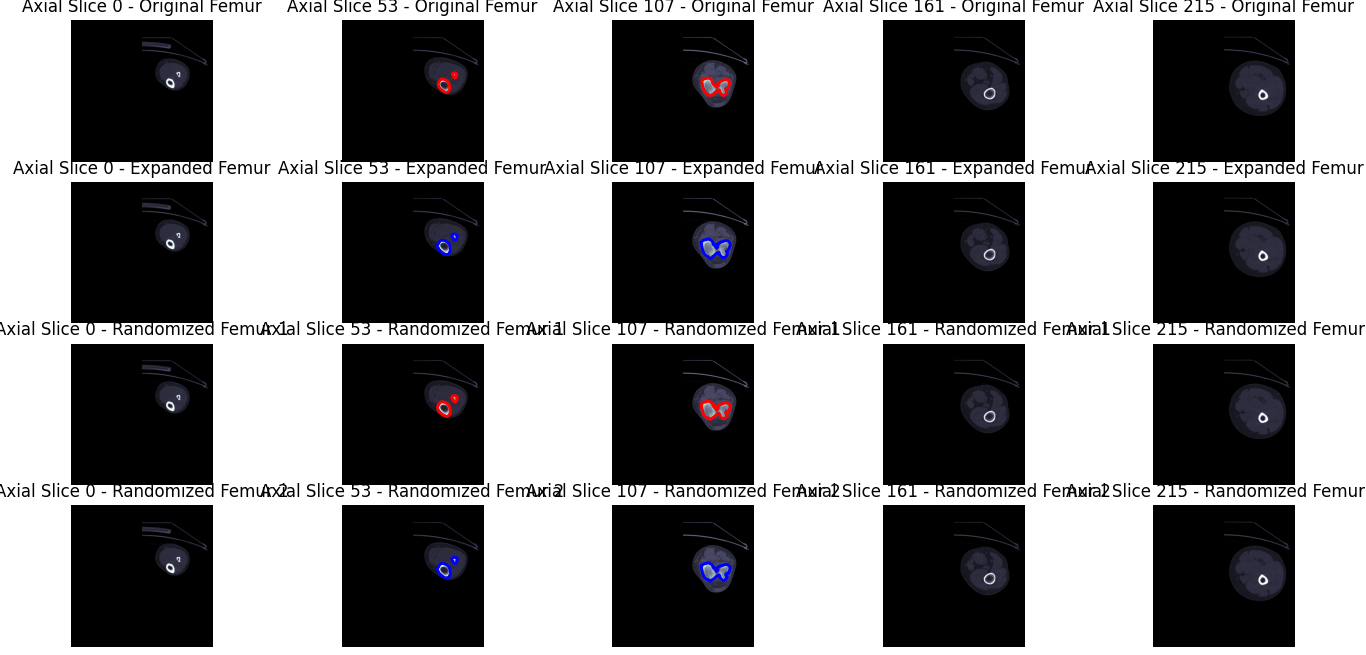 Axial Slice 0 - Original Femur
Axial Slice 53 - Original Femur
Axial Slice 107 - Original Femur
Axial Slice 161 - Original Femur
Axial Slice 215 - Original Femur
Axial Slice 0 - Expanded Femur
Axial Slice 53 - Expanded Femur
Axial Slice 107 - Expanded Femur
Axial Slice 161 - Expanded Femur
Axial Slice 215 - Expanded Femur
Axial Slice 0 - Randomized Femur 1
Axial Slice 53 - Randomized Femur 1
Axial Slice 107 - Randomized Femur 1
Axial Slice 161 - Randomized Femur 1
Axial Slice 215 - Randomized Femur
Axial Slice 0 - Randomized Femur 2
Axial Slice 53 - Randomized Femur 2
Axial Slice 107 - Randomized Femur 2
Axial Slice 161 - Randomized Femur 2
Axial Slice 215 - Randomized Femur